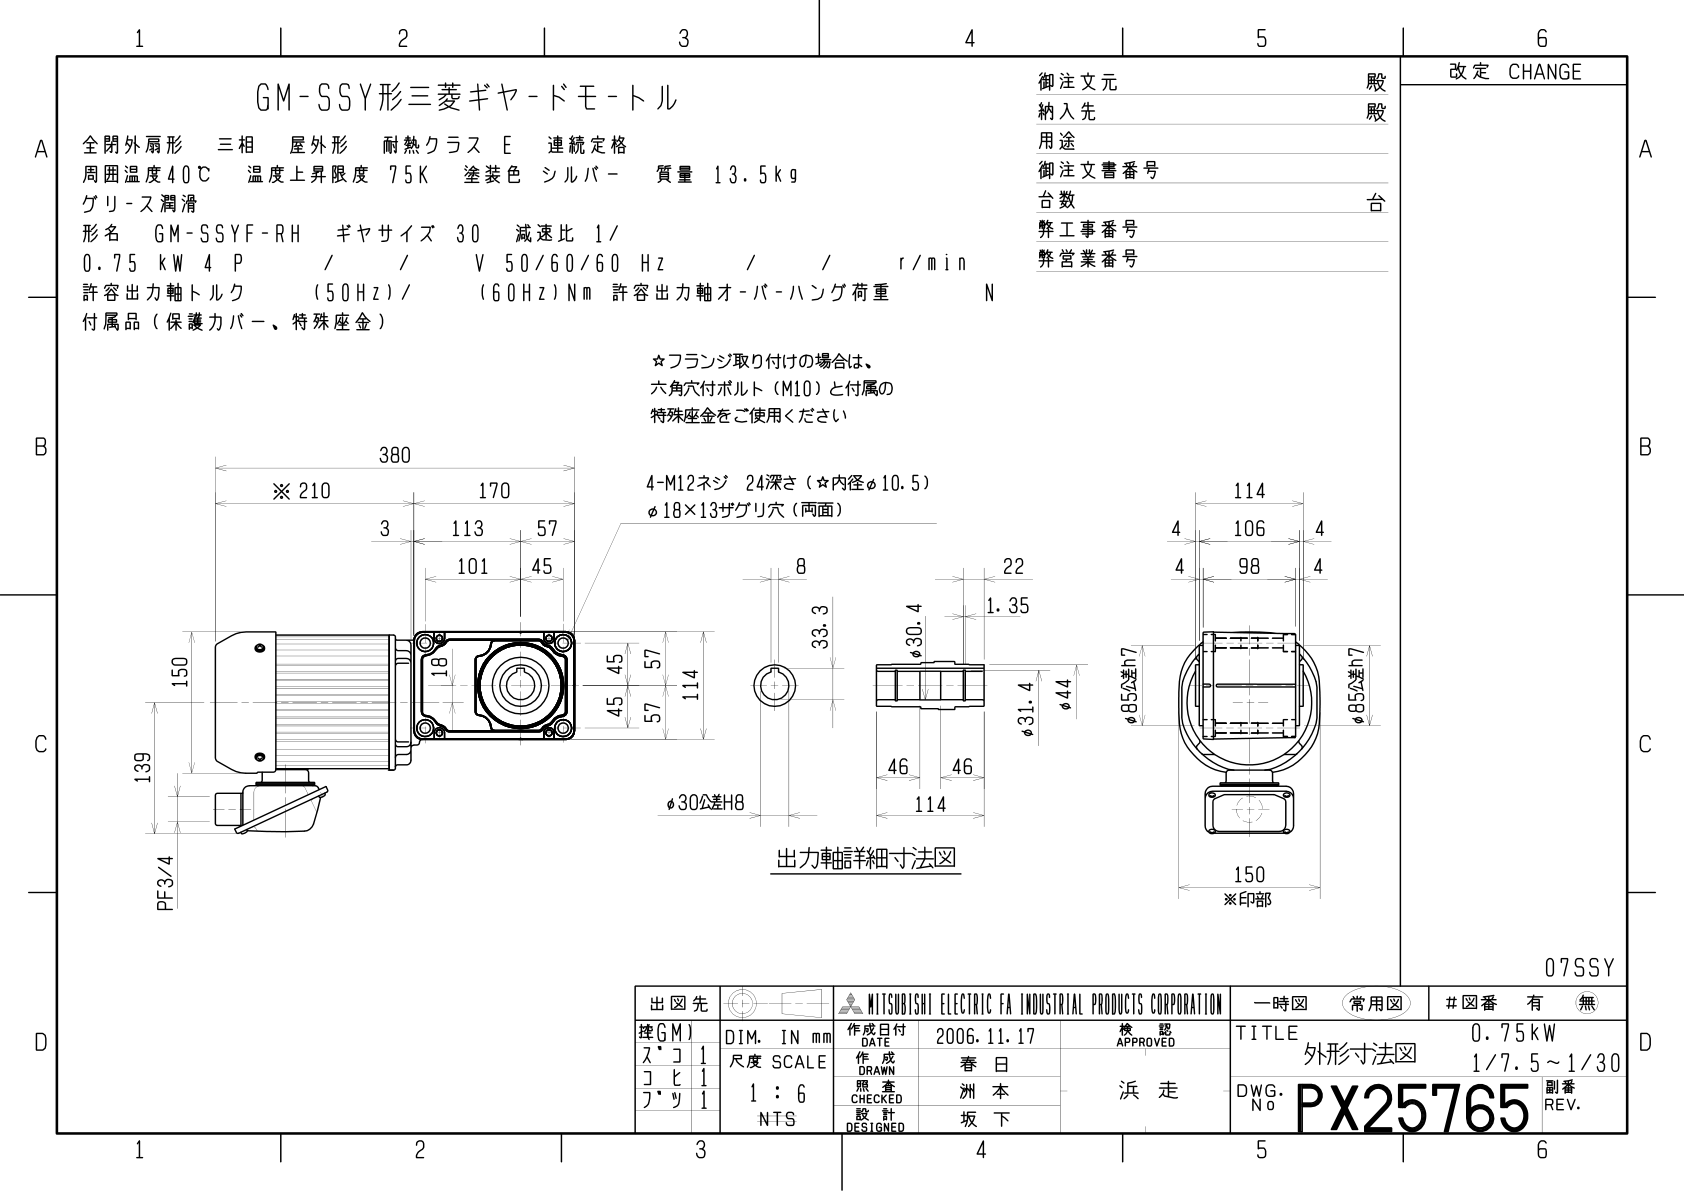 1 2 3 4 5 6
改定 CHANGE
GM-SSY形三菱ギヤードモートル
全閉外扇形 三相 屋外形 耐熱クラス E 連続定格
周囲温度40℃ 温度上昇限度 75K 塗装色 シルバー 質量 13.5kg
グリース潤滑
形名 GM-SSYF-RH ギヤサイズ 30 減速比 1/
0.75 kW 4 P / / V 50/60/60 Hz / / r/min
許容出力軸トルク (50Hz)/ (60Hz)Nm 許容出力軸オーバーハング荷重 N
付属品(保護カバー、特殊座金)
御注文元 殿
納入先 殿
用途
御注文書番号
台数 台
弊工事番号
弊営業番号
A A
B B
C C
D D
☆フランジ取り付けの場合は、
六角穴付ボルト(M10)と付属の
特殊座金をご使用ください
4-M12ネジ 24深さ(☆内径φ10.5)
φ18×13ザグリ穴(両面)
380
※210 170
3 113 57
101 45
150
139
18
45 57
45 57
114
PF3/4
8
33.3
φ30公差H8
22
1.35
φ30.4
φ31.4
φ44
46 46
114
出力軸詳細寸法図
114
4 106 4
4 98 4
φ85公差h7
φ85公差h7
150
※印部
07SSY
出図先
MITSUBISHI ELECTRIC FA INDUSTRIAL PRODUCTS CORPORATION
一時図 常用図
#図番 有 無
GM)
スﾞコ 1
コヒ 1
フﾞツ 1
DIM. IN mm
尺度 SCALE
1 : 6
NTS
作成日付 DATE 2006.11.17
作成 DRAWN 春日
照査 CHECKED 洲本
設計 DESIGNED 坂下
検認 APPROVED
浜走
TITLE
外形寸法図
0.75kW
1/7.5~1/30
DWG. No PX25765
副番 REV.
1 2 3 4 5 6